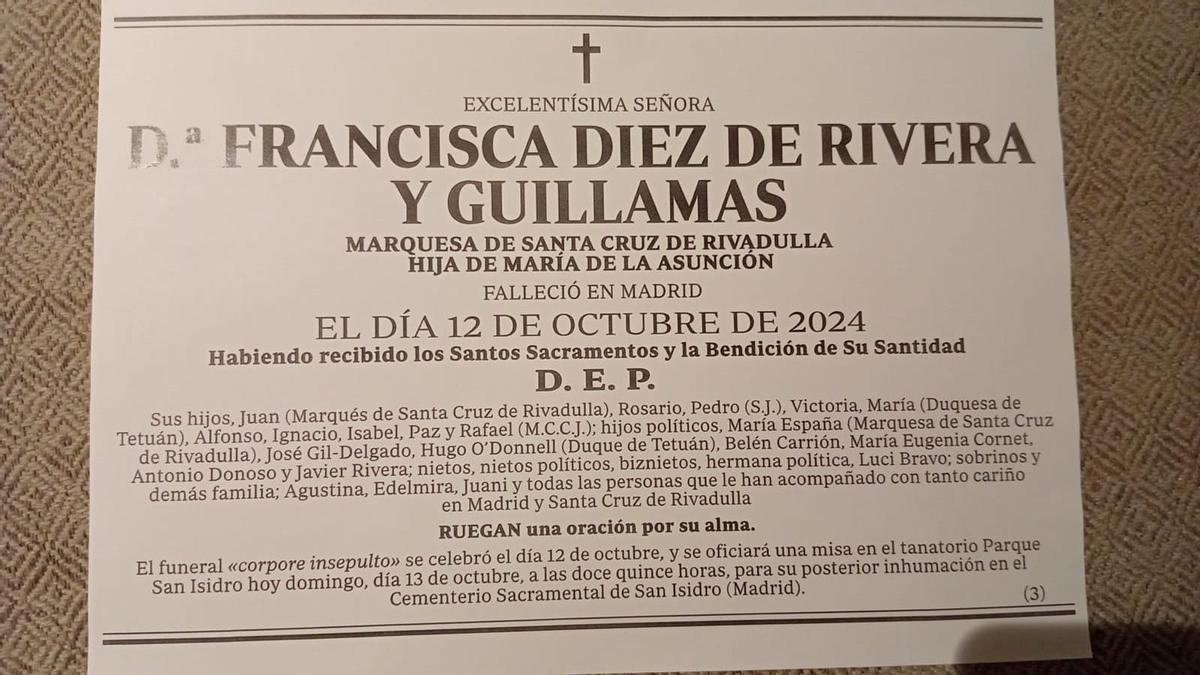 EXCELENTÍSIMA SEÑORA
D.ª FRANCISCA DIEZ DE RIVERA
Y GUILLAMAS
MARQUESA DE SANTA CRUZ DE RIVADULLA
HIJA DE MARÍA DE LA ASUNCIÓN
FALLECIÓ EN MADRID
EL DÍA 12 DE OCTUBRE DE 2024
Habiendo recibido los Santos Sacramentos y la Bendición de Su Santidad
D. E. P.
Sus hijos, Juan (Marqués de Santa Cruz de Rivadulla), Rosario, Pedro (S.J.), Victoria, María (Duquesa de
Tetuán), Alfonso, Ignacio, Isabel, Paz y Rafael (M.C.C.J.); hijos políticos, María España (Marquesa de Santa Cruz
de Rivadulla), José Gil-Delgado, Hugo O’Donnell (Duque de Tetuán), Belén Carrión, María Eugenia Cornet,
Antonio Donoso y Javier Rivera; nietos, nietos políticos, biznietos, hermana política, Luci Bravo; sobrinos y
demás familia; Agustina, Edelmira, Juani y todas las personas que le han acompañado con tanto cariño
en Madrid y Santa Cruz de Rivadulla
RUEGAN una oración por su alma.
El funeral «corpore insepulto» se celebró el día 12 de octubre, y se oficiará una misa en el tanatorio Parque
San Isidro hoy domingo, día 13 de octubre, a las doce quince horas, para su posterior inhumación en el
Cementerio Sacramental de San Isidro (Madrid).
(3)